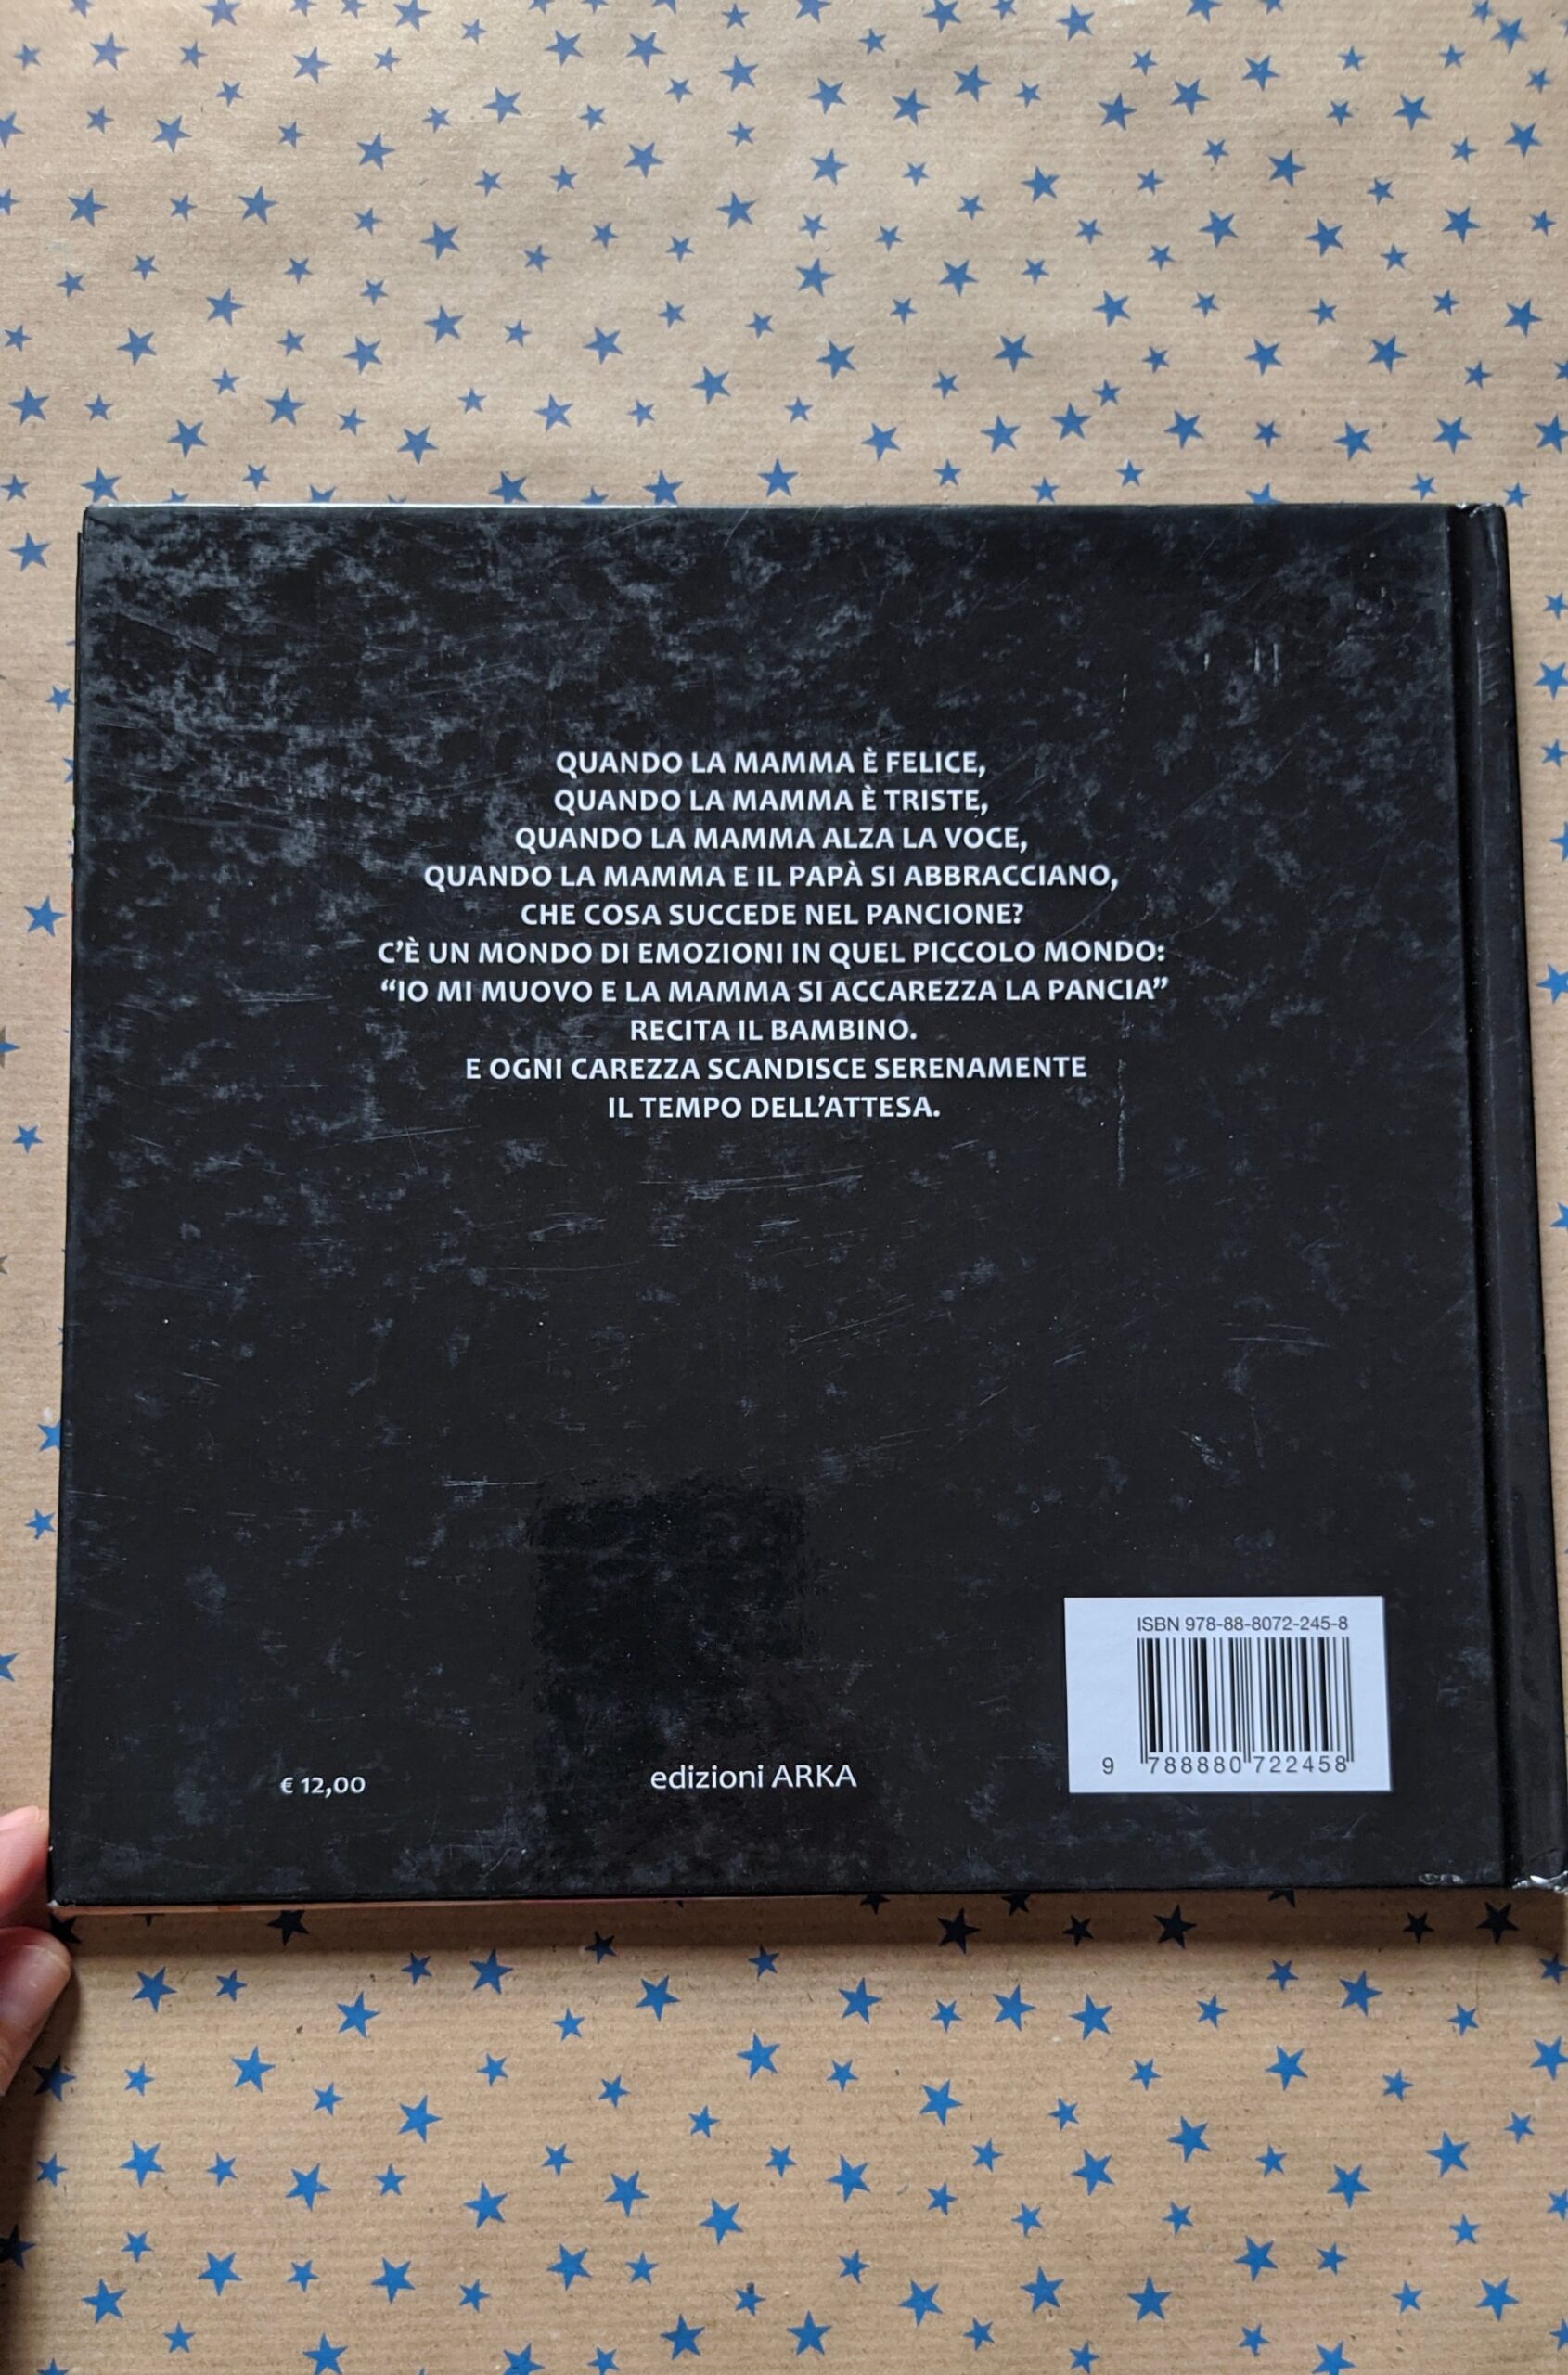 QUANDO LA MAMMA È FELICE,
QUANDO LA MAMMA È TRISTE,
QUANDO LA MAMMA ALZA LA VOCE,
QUANDO LA MAMMA E IL PAPÀ SI ABBRACCIANO,
CHE COSA SUCCEDE NEL PANCIONE?
C’È UN MONDO DI EMOZIONI IN QUEL PICCOLO MONDO:
“IO MI MUOVO E LA MAMMA SI ACCAREZZA LA PANCIA”
RECITA IL BAMBINO.
E OGNI CAREZZA SCANDISCE SERENAMENTE
IL TEMPO DELL’ATTESA.
ISBN 978-88-8072-245-8
9 788880 722458
edizioni ARKA
€ 12,00